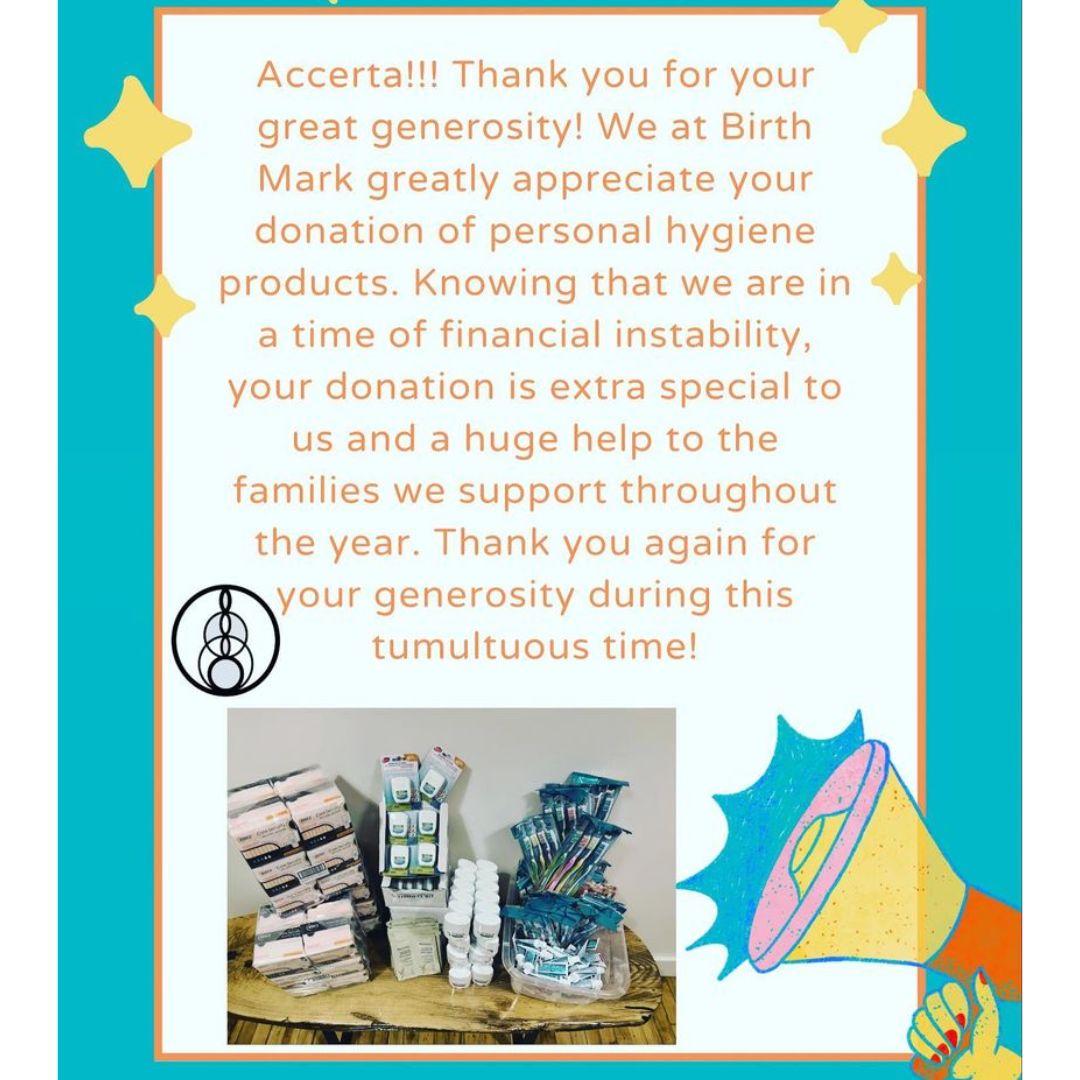 Accerta!!! Thank you for your
great generosity! We at Birth
Mark greatly appreciate your
donation of personal hygiene
products. Knowing that we are in
a time of financial instability,
your donation is extra special to
us and a huge help to the
families we support throughout
the year. Thank you again for
your generosity during this
tumultuous time!